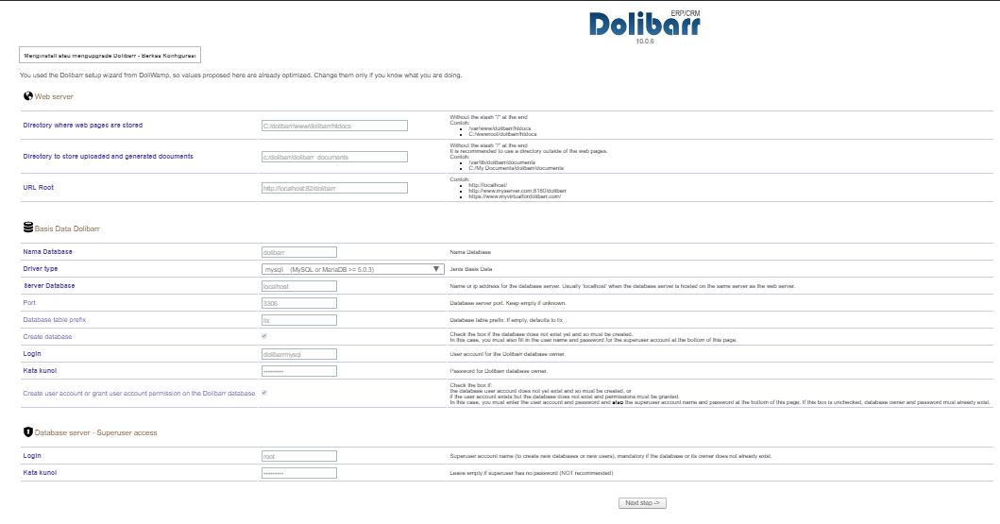 ERP/CRM
Dolibarr
10.0.6
Menginstall atau mengupgrade Dolibarr - Berkas Konfigurasi
You used the Dolibarr setup wizard from DoliWamp, so values proposed here are already optimized. Change them only if you know what you are doing.
Web server
Directory where web pages are stored
C:/dolibarr/www/dolibarr/htdocs
Without the slash "/" at the end
Contoh:
/var/www/dolibarr/htdocs
C:/wwwroot/dolibarr/htdocs
Directory to store uploaded and generated documents
c:/dolibarr/dolibarr_documents
Without the slash "/" at the end
It is recommended to use a directory outside of the web pages.
Contoh:
/var/lib/dolibarr/documents
C:/My Documents/dolibarr/documents
URL Root
http://localhost:82/dolibarr
Contoh:
http://localhost/
http://www.myserver.com:8180/dolibarr
https://www.myvirtualfordolibarr.com/
Basis Data Dolibarr
Nama Database
dolibarr
Nama Database
Driver type
mysqli (MySQL or MariaDB >= 5.0.3)
Jenis Basis Data
Server Database
localhost
Name or ip address for the database server. Usually 'localhost' when the database server is hosted on the same server as the web server.
Port
3306
Database server port. Keep empty if unknown.
Database table prefix
llx_
Database table prefix. If empty, defaults to llx_.
Create database
Check the box if the database does not exist yet and so must be created.
In this case, you must also fill in the user name and password for the superuser account at the bottom of this page.
Login
dolibarrmysql
User account for the Dolibarr database owner.
Kata kunci
Password for Dolibarr database owner.
Create user account or grant user account permission on the Dolibarr database
Check the box if:
the database user account does not yet exist and so must be created, or
if the user account exists but the database does not exist and permissions must be granted.
In this case, you must enter the user account and password and also the superuser account name and password at the bottom of this page. If this box is unchecked, database owner and password must already exist.
Database server - Superuser access
Login
root
Superuser account name (to create new databases or new users), mandatory if the database or its owner does not already exist.
Kata kunci
Leave empty if superuser has no password (NOT recommended)
Next step ->